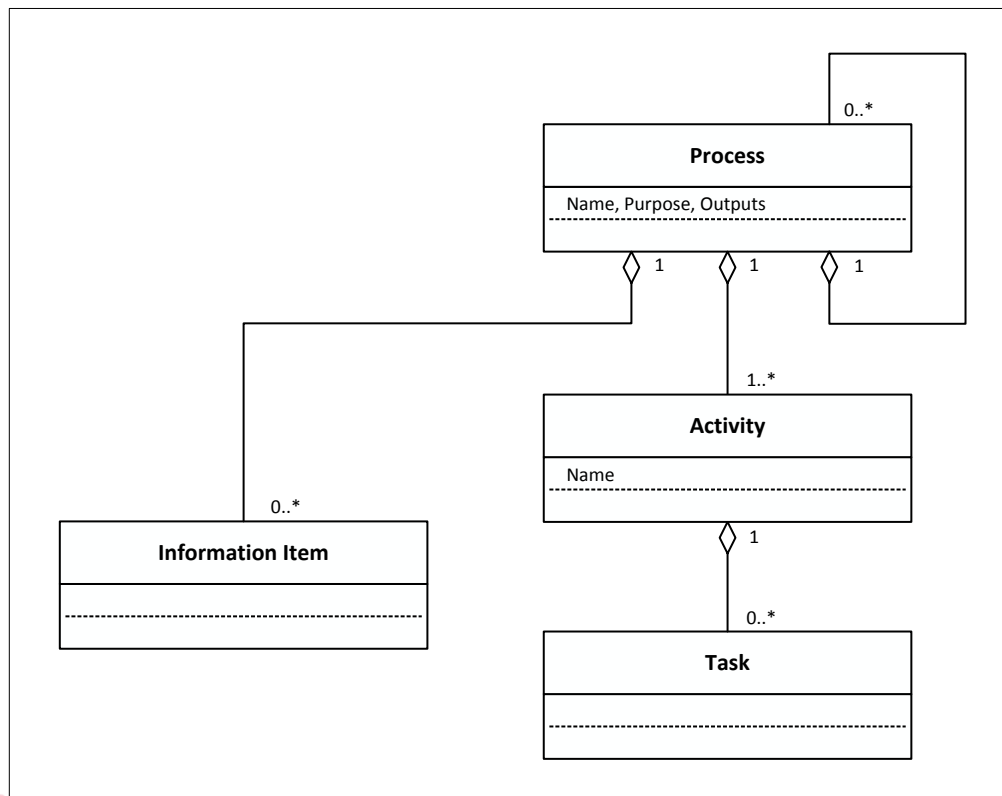 0..*
Process
Name, Purpose, Outputs
1
1
1
1..*
Activity
Name
0..*
Information Item
1
0..*
Task